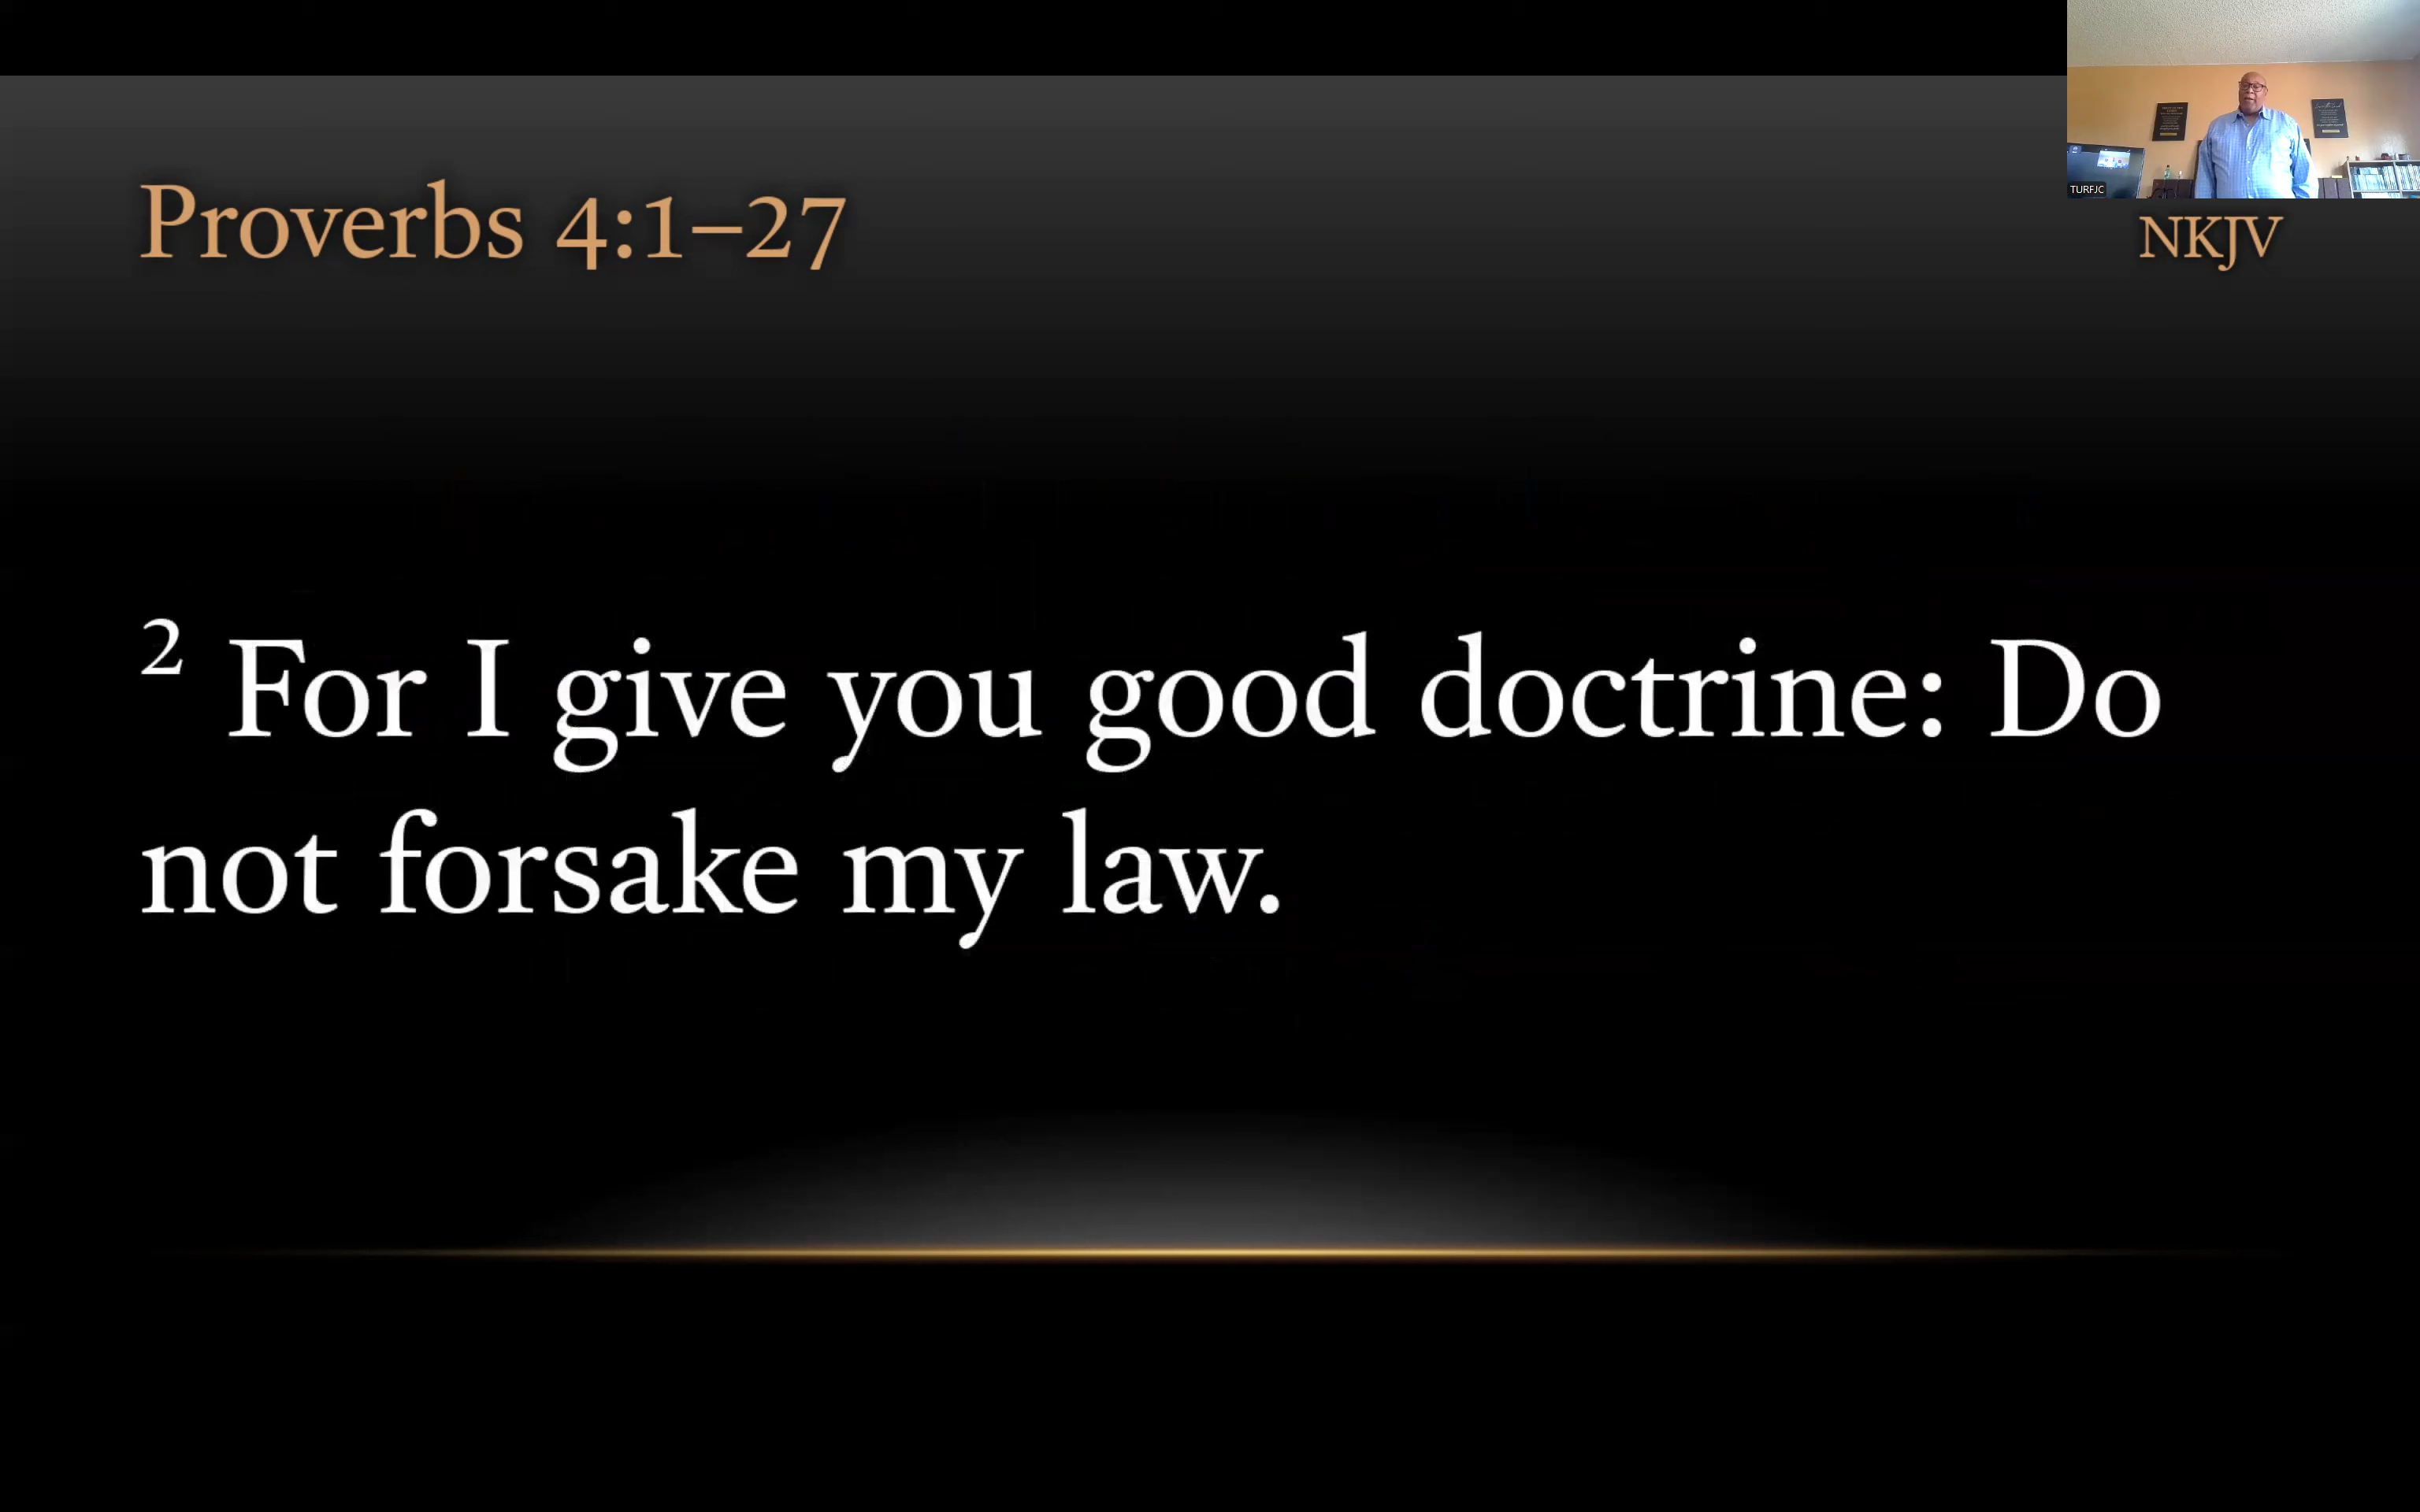 Proverbs 4:1–27
NKJV
TURFJC
² For I give you good doctrine: Do
not forsake my law.